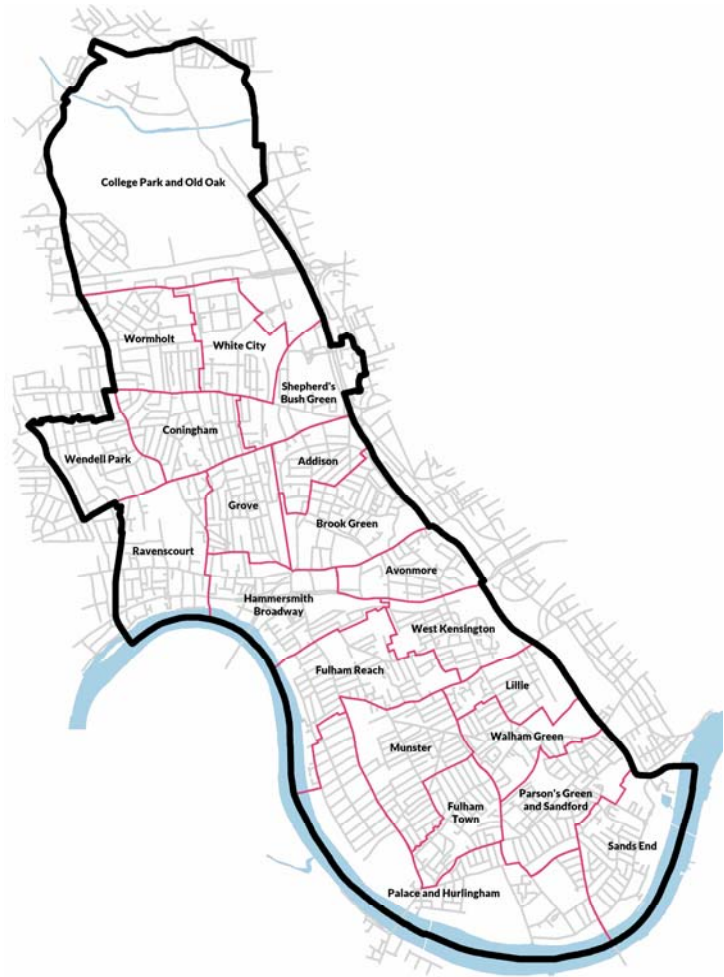 College Park and Old Oak
Wormholt
White City
Shepherd's
Bush Green
Coningham
Wendell Park
Addison
Grove
Brook Green
Ravenscourt
Avonmore
Hammersmith
Broadway
West Kensington
Fulham Reach
Lillie
Walham Green
Munster
Parson's Green
and Sandford
Fulham
Town
Sands End
Palace and Hurlingham